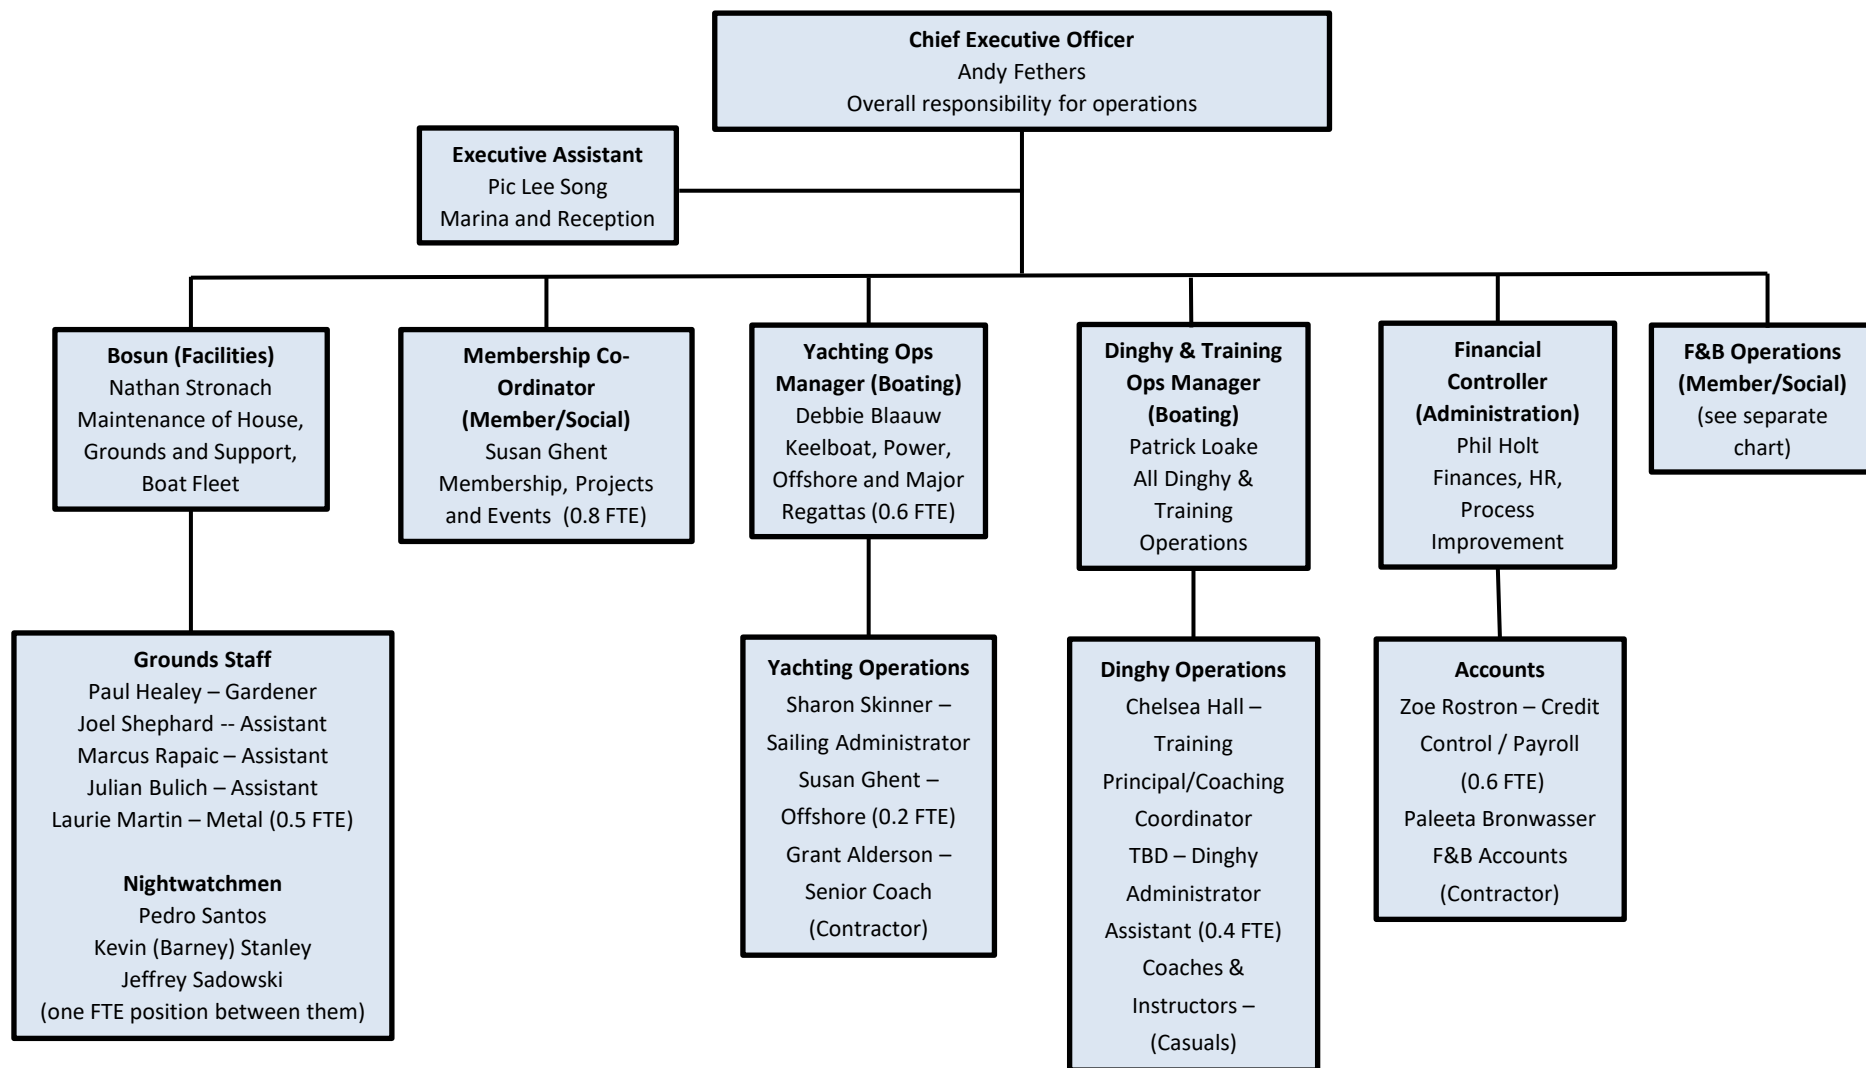 Chief Executive Officer
Andy Fethers
Overall responsibility for operations
Executive Assistant
Pic Lee Song
Marina and Reception
Bosun (Facilities)
Nathan Stronach
Maintenance of House,
Grounds and Support,
Boat Fleet
Membership Co-
Ordinator
(Member/Social)
Susan Ghent
Membership, Projects
and Events (0.8 FTE)
Yachting Ops
Manager (Boating)
Debbie Blaauw
Keelboat, Power,
Offshore and Major
Regattas (0.6 FTE)
Dinghy & Training
Ops Manager
(Boating)
Patrick Loake
All Dinghy &
Training
Operations
Financial
Controller
(Administration)
Phil Holt
Finances, HR,
Process
Improvement
F&B Operations
(Member/Social)
(see separate
chart)
Grounds Staff
Paul Healey – Gardener
Joel Shephard -- Assistant
Marcus Rapaic – Assistant
Julian Bulich – Assistant
Laurie Martin – Metal (0.5 FTE)
Nightwatchmen
Pedro Santos
Kevin (Barney) Stanley
Jeffrey Sadowski
(one FTE position between them)
Yachting Operations
Sharon Skinner –
Sailing Administrator
Susan Ghent –
Offshore (0.2 FTE)
Grant Alderson –
Senior Coach
(Contractor)
Dinghy Operations
Chelsea Hall –
Training
Principal/Coaching
Coordinator
TBD – Dinghy
Administrator
Assistant (0.4 FTE)
Coaches &
Instructors –
(Casuals)
Accounts
Zoe Rostron – Credit
Control / Payroll
(0.6 FTE)
Paleeta Bronwasser
F&B Accounts
(Contractor)